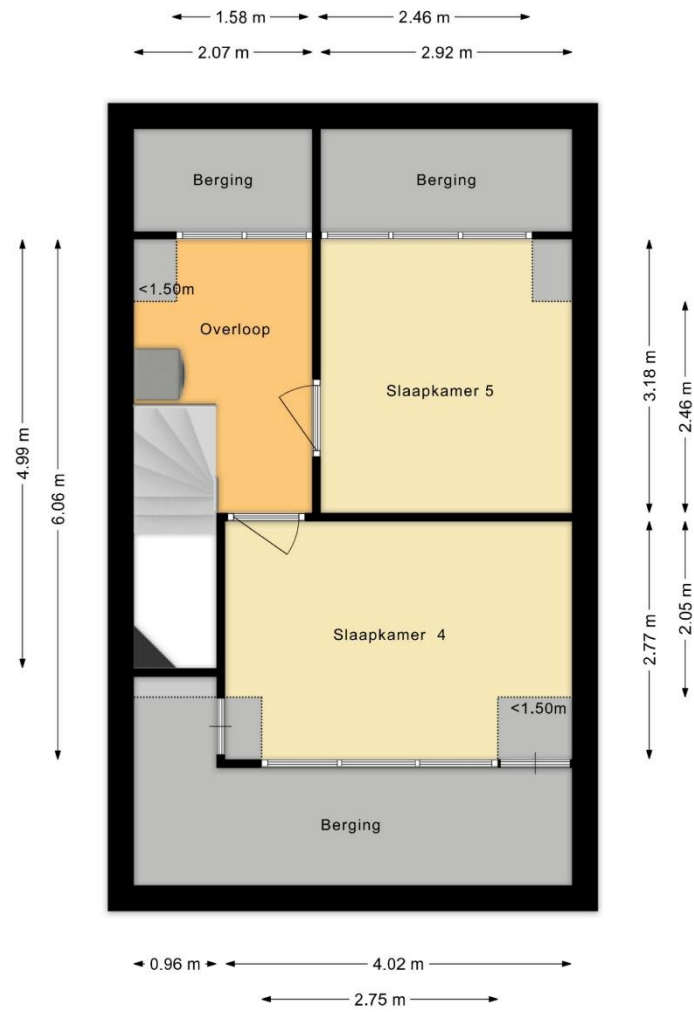 1.58 m
2.46 m
2.07 m
2.92 m
Berging
Berging
<1.50m
Overloop
Slaapkamer 5
3.18 m
2.46 m
4.99 m
6.06 m
Slaapkamer 4
2.77 m
2.05 m
<1.50m
Berging
0.96 m
4.02 m
2.75 m